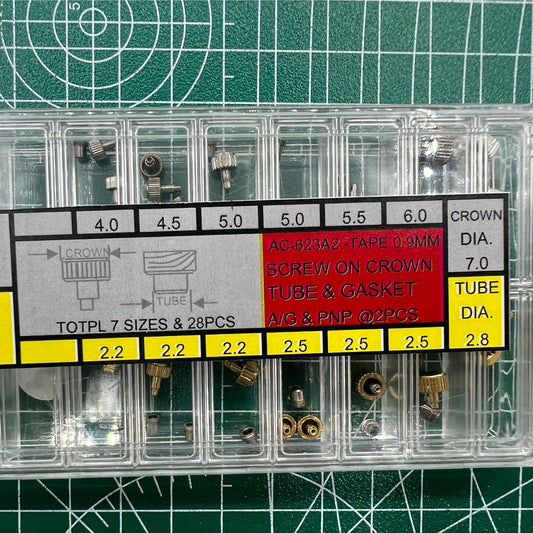 5
4.0 4.5 5.0 5.0 5.5 6.0 CROWN
DIA.
7.0
CROWN
TUBE
TOTPL 7 SIZES & 28PCS
AC-623A2 -TAPE 0.9MM
SCREW ON CROWN
TUBE & GASKET
A/G & PNP @2PCS
TUBE
DIA.
2.2 2.2 2.2 2.5 2.5 2.5 2.8